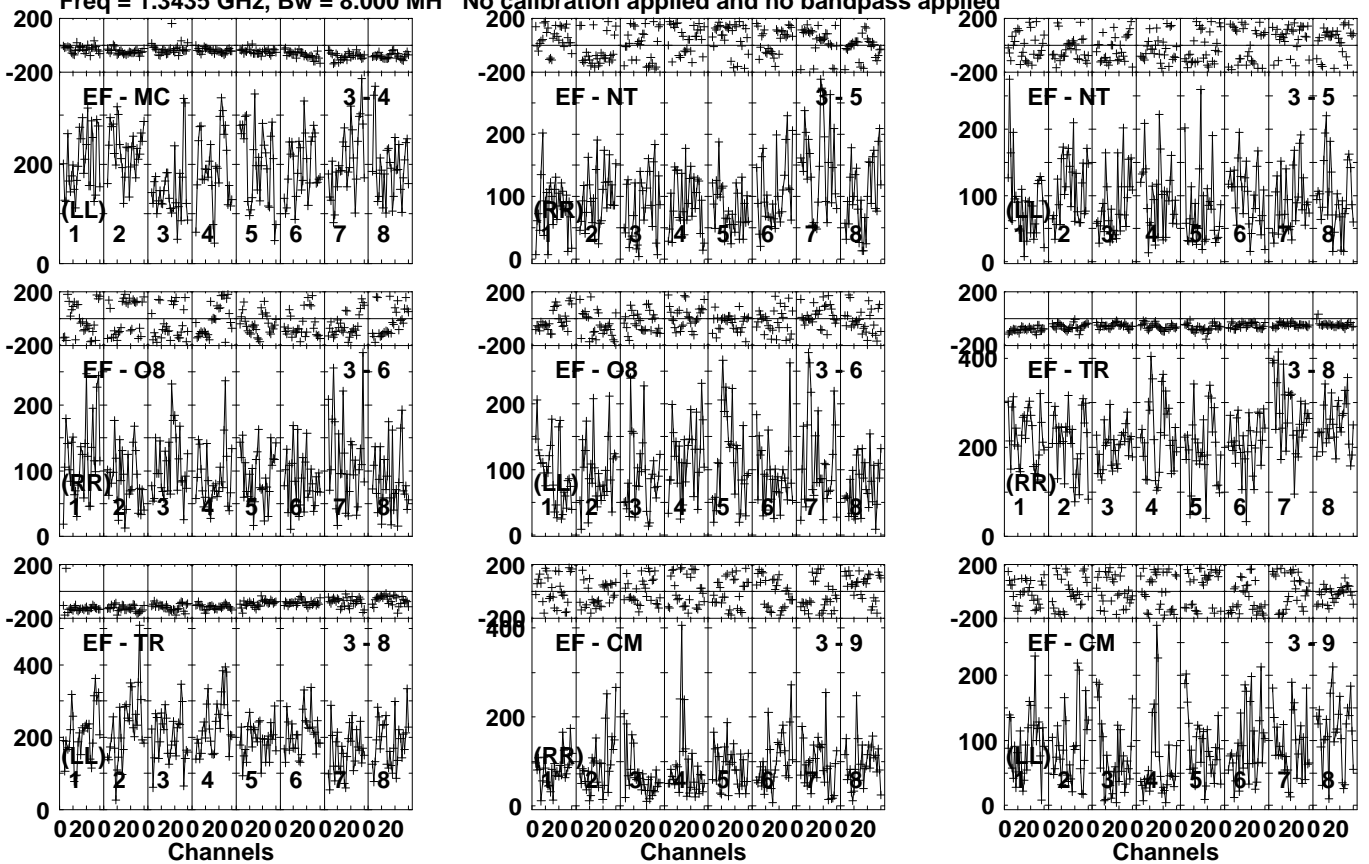 Freq = 1.3435 GHz, Bw = 8.000 MH No calibration applied and no bandpass applied
200
-200
EF - MC 3 - 4
200
(LL)
1 2 3 4 5 6 7 8
0
200
-200
EF - NT 3 - 5
200
100
(RR)
1 2 3 4 5 6 7 8
0
200
-200
EF - NT 3 - 5
200
100
(LL)
1 2 3 4 5 6 7 8
0
200
-200
EF - O8 3 - 6
200
100
(RR)
1 2 3 4 5 6 7 8
0
200
-200
EF - O8 3 - 6
200
100
(LL)
1 2 3 4 5 6 7 8
0
200
-200
400
EF - TR 3 - 8
200
(RR)
1 2 3 4 5 6 7 8
0
200
-200
EF - TR 3 - 8
400
200
(LL)
1 2 3 4 5 6 7 8
0
200
-200
400
EF - CM 3 - 9
200
(RR)
1 2 3 4 5 6 7 8
0
200
-200
EF - CM 3 - 9
200
100
(LL)
1 2 3 4 5 6 7 8
0
0 20 0 20 0 20 0 20 0 20 0 20 0 20 0 20
Channels
0 20 0 20 0 20 0 20 0 20 0 20 0 20 0 20
Channels
0 20 0 20 0 20 0 20 0 20 0 20 0 20 0 20
Channels